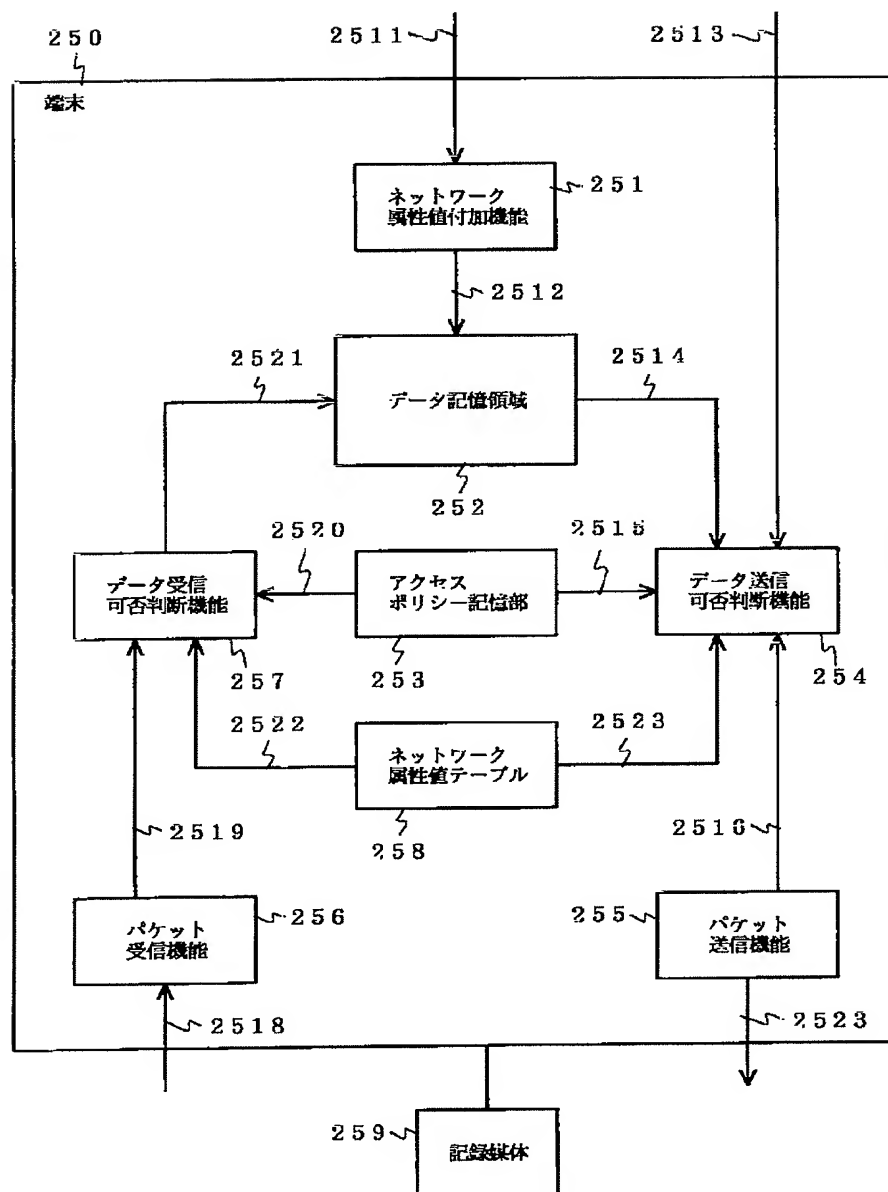 250
2511
2513
端末
ネットワーク
属性値付加機能
251
2512
2521
2514
データ記憶領域
252
2520
2515
データ受信
可否判断機能
アクセス
ポリシー記憶部
データ送信
可否判断機能
257
253
254
2522
2523
ネットワーク
属性値テーブル
2519
258
2516
256
255
パケット
受信機能
パケット
送信機能
2518
2523
259
記録媒体